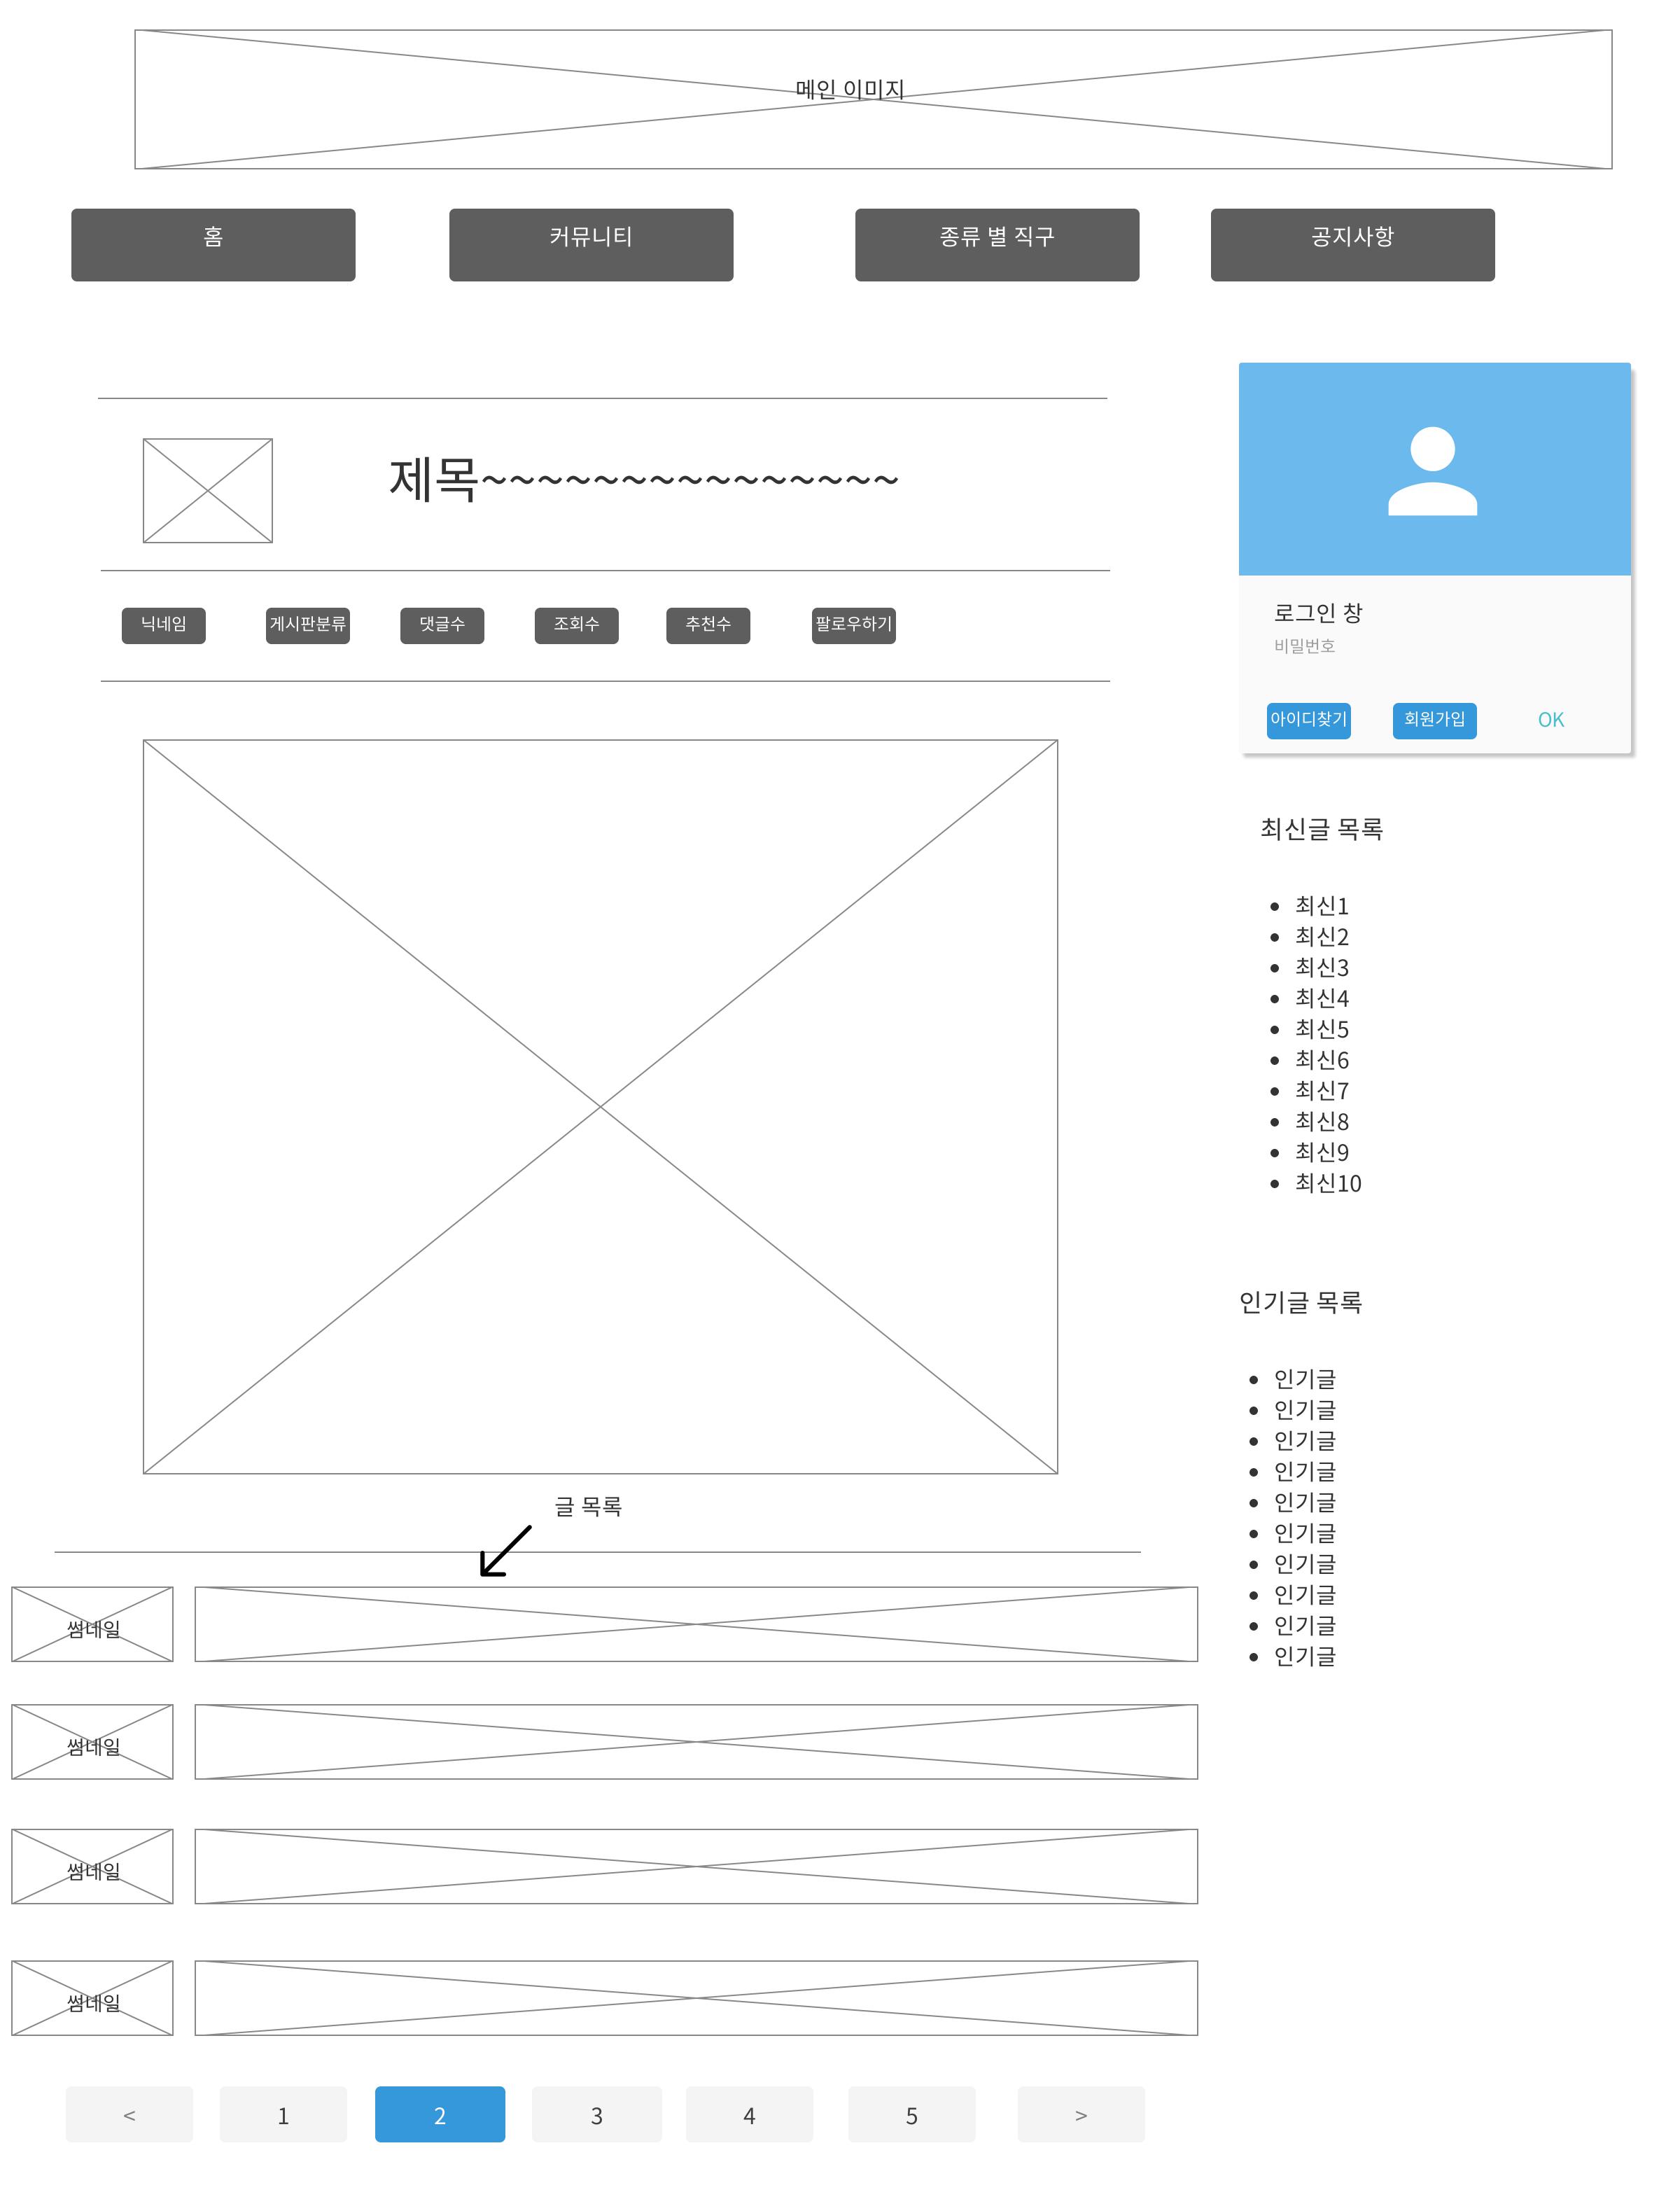 메인 이미지
홈
커뮤니티
종류 별 직구
공지사항
제목~~~~~~~~~~~~~~~
닉네임
게시판분류
댓글수
조회수
추천수
팔로우하기
로그인 창
비밀번호
아이디찾기
회원가입
OK
최신글 목록
최신1
최신2
최신3
최신4
최신5
최신6
최신7
최신8
최신9
최신10
인기글 목록
인기글
인기글
인기글
인기글
인기글
인기글
인기글
인기글
인기글
인기글
글 목록
썸네임
썸네임
썸네임
썸네임
< 1 2 3 4 5 >